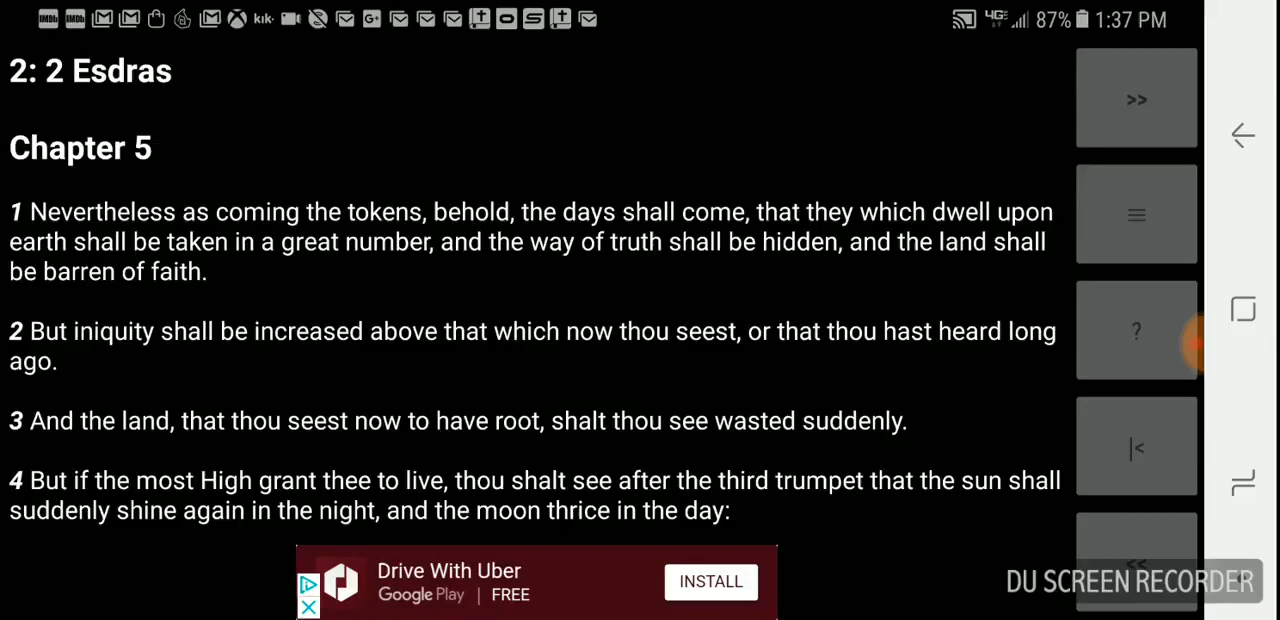 kik· G+ 4GE 87% 1:37 PM
2: 2 Esdras
>>
Chapter 5
1 Nevertheless as coming the tokens, behold, the days shall come, that they which dwell upon
earth shall be taken in a great number, and the way of truth shall be hidden, and the land shall
be barren of faith.
2 But iniquity shall be increased above that which now thou seest, or that thou hast heard long
ago.
?
3 And the land, that thou seest now to have root, shalt thou see wasted suddenly.
|<
4 But if the most High grant thee to live, thou shalt see after the third trumpet that the sun shall
suddenly shine again in the night, and the moon thrice in the day:
Drive With Uber
Google Play | FREE
INSTALL
<<
DU SCREEN RECORDER